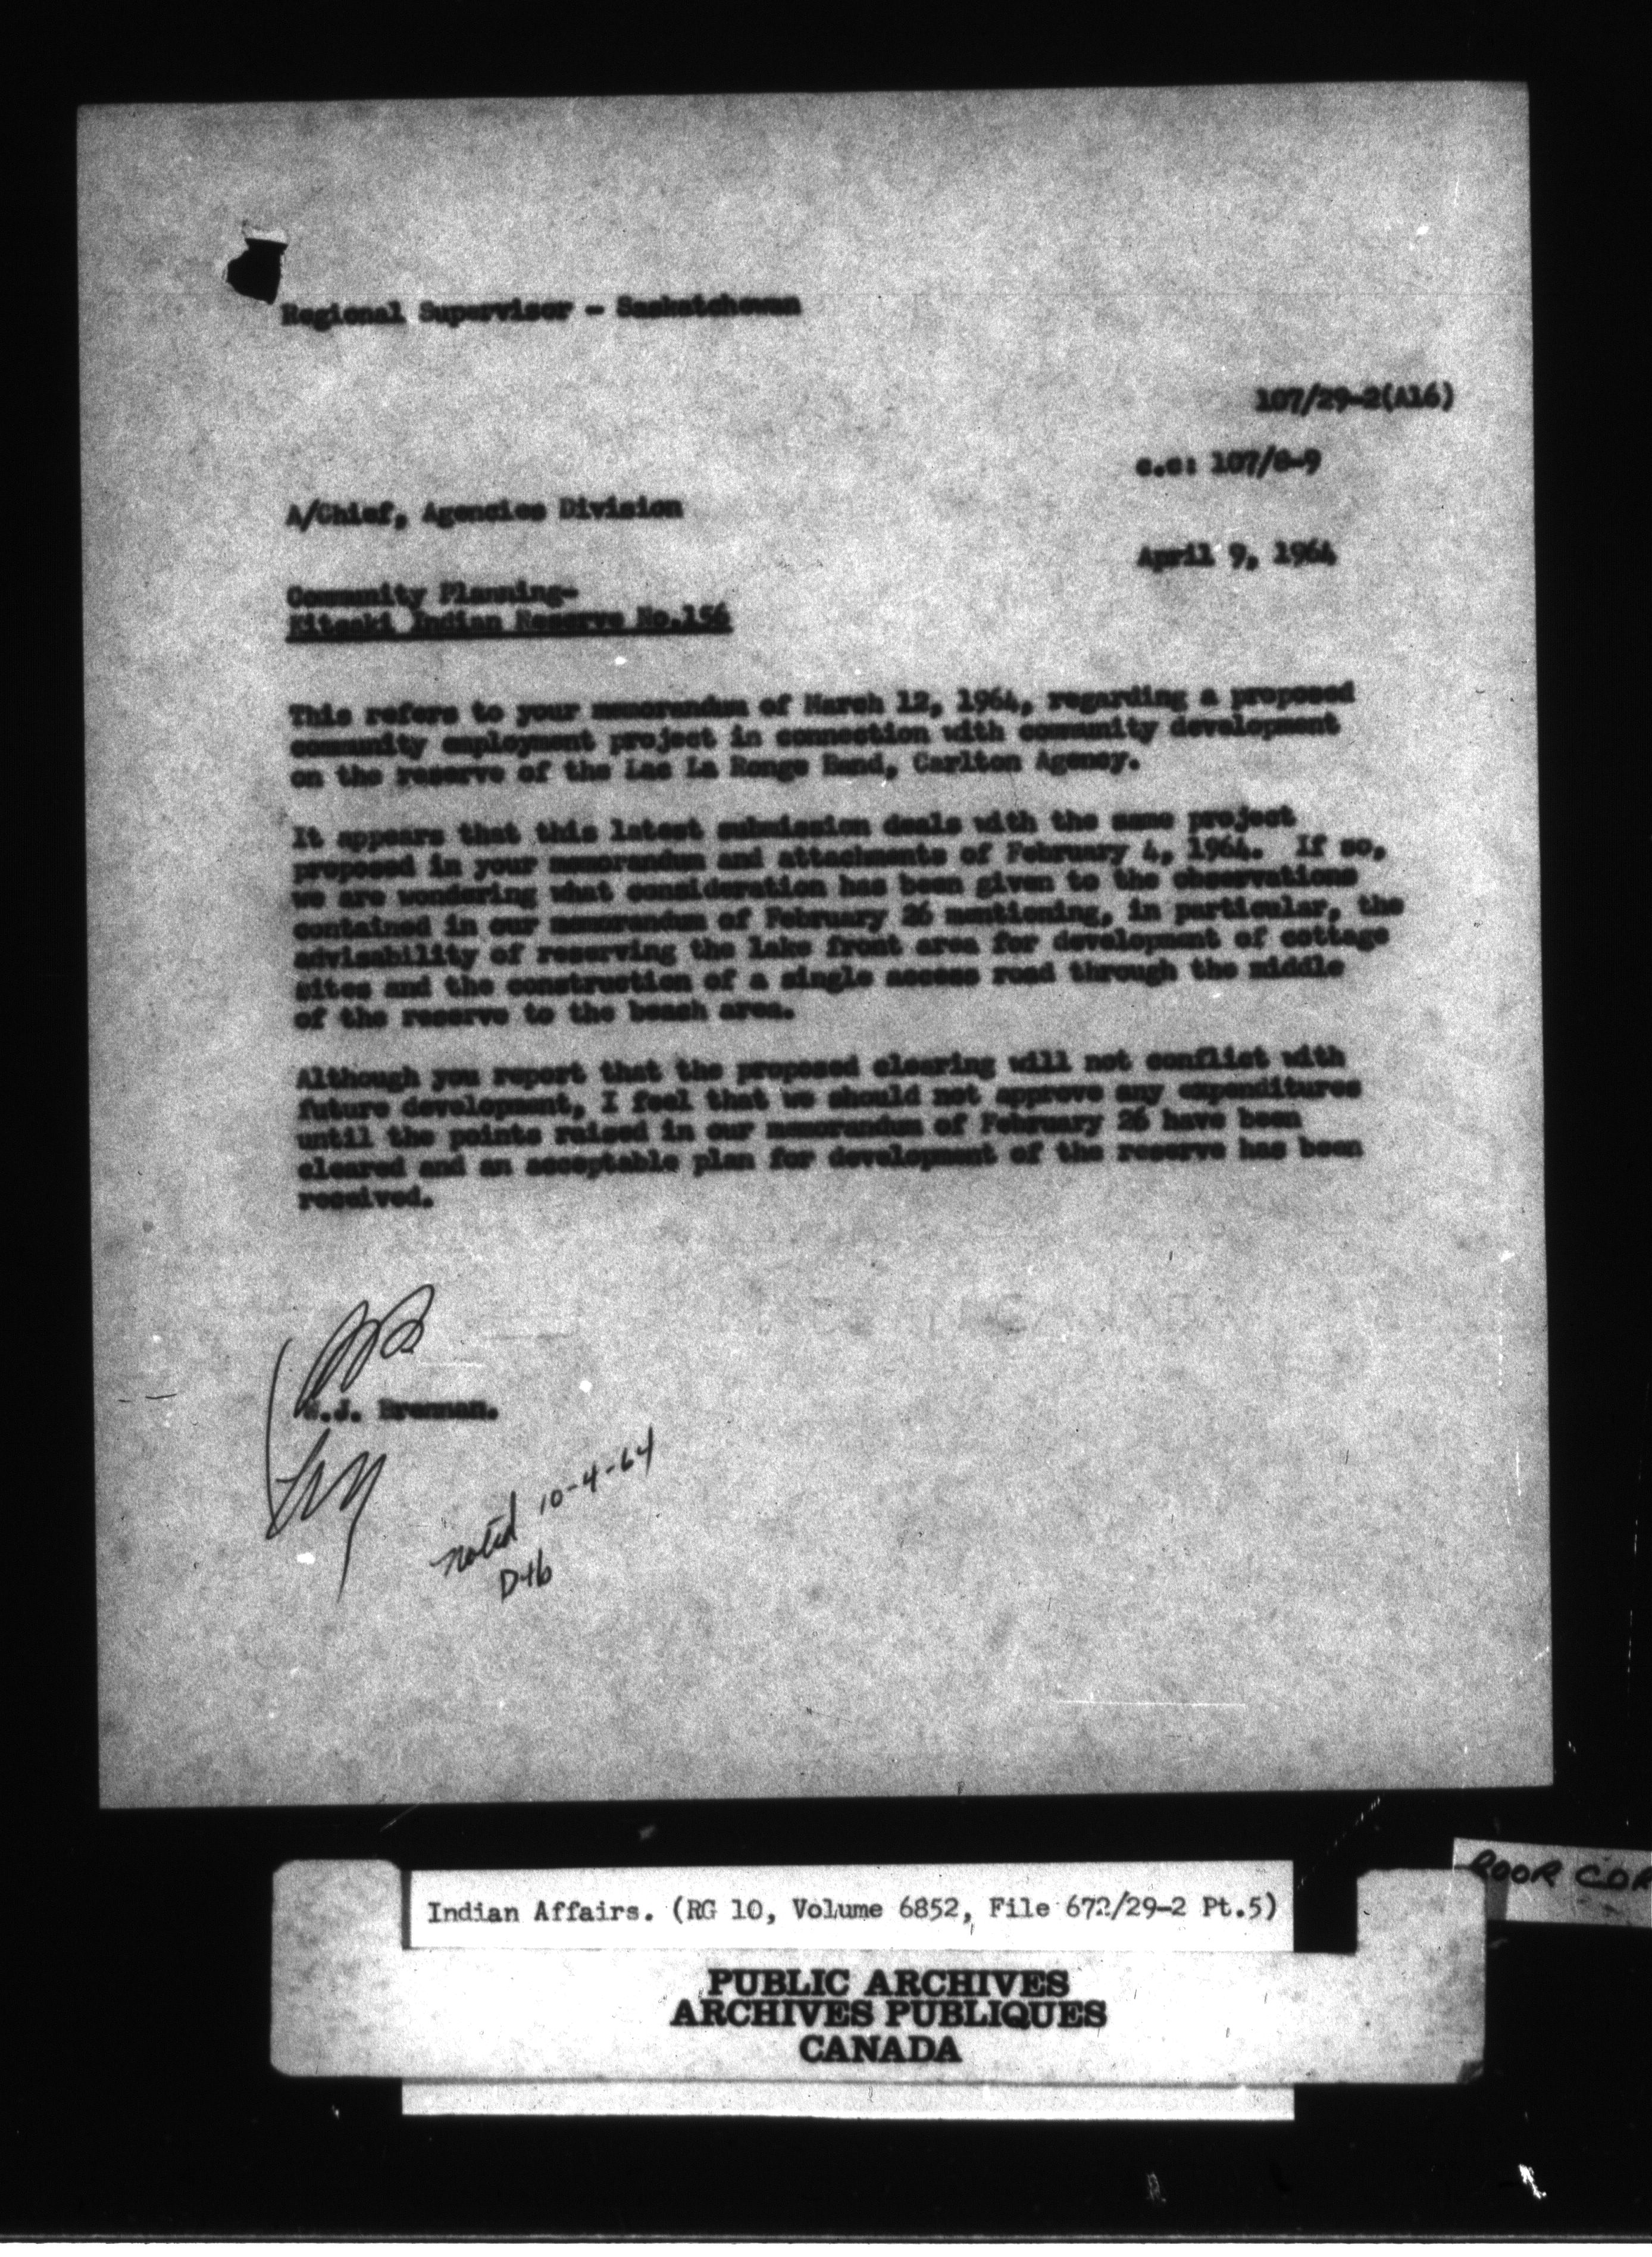 Regional Supervisor - Saskatchewan
107/29-2(A16)
c.c: 107/8-9
A/Chief, Agencies Division
April 9, 1964
Community Planning-
Kitsaki Indian Reserve No.156
This refers to your memorandum of March 12, 1964, regarding a proposed
community employment project in connection with community development
on the reserve of the Lac La Ronge Band, Carlton Agency.
It appears that this latest submission deals with the same project
proposed in your memorandum and attachments of February 4, 1964. If so,
we are wondering what consideration has been given to the observations
contained in our memorandum of February 26 mentioning, in particular, the
advisability of reserving the lake front area for development of cottage
sites and the construction of a single access road through the middle
of the reserve to the beach area.
Although you report that the proposed clearing will not conflict with
future development, I feel that we should not approve any expenditures
until the points raised in our memorandum of February 26 have been
cleared and an acceptable plan for development of the reserve has been
received.
J. Brennan.
noted 10-4-64
Indian Affairs. (RG 10, Volume 6852, File 672/29-2 Pt.5)
POOR COP
PUBLIC ARCHIVES
ARCHIVES PUBLIQUES
CANADA